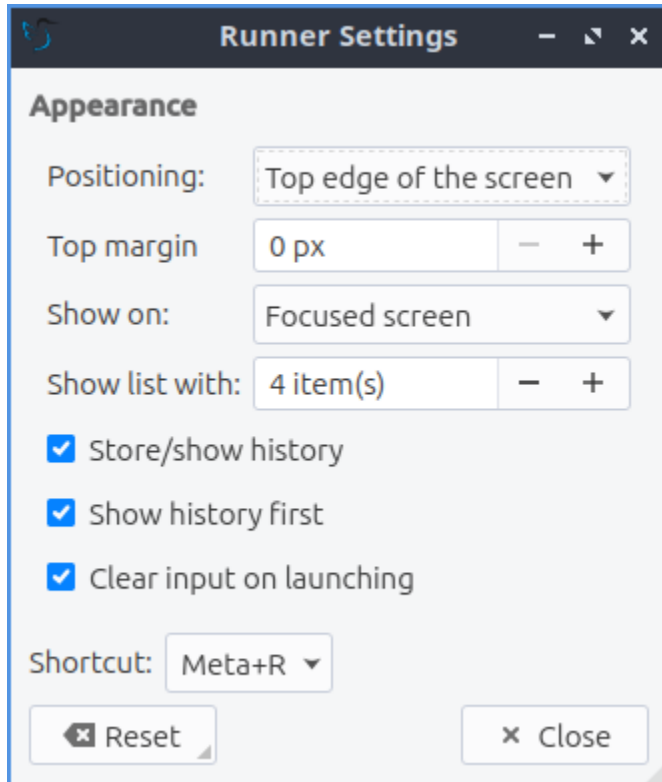 Runner Settings
Appearance
Positioning: Top edge of the screen
Top margin 0 px
Show on: Focused screen
Show list with: 4 item(s)
Store/show history
Show history first
Clear input on launching
Shortcut: Meta+R
Reset Close